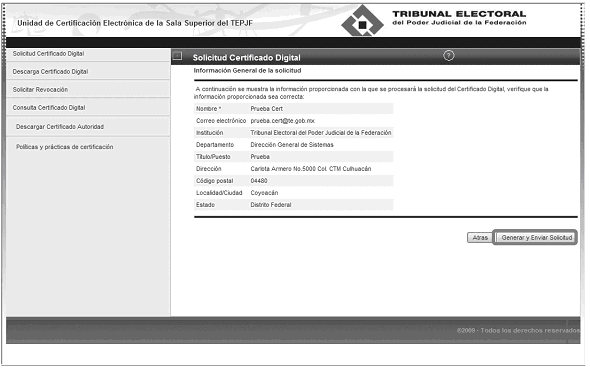 Unidad de Certificación Electrónica de la Sala Superior del TEPJF
TRIBUNAL ELECTORAL
del Poder Judicial de la Federación
Solicitud Certificado Digital
Descarga Certificado Digital
Solicitar Revocación
Consulta Certificado Digital
Descargar Certificado Autoridad
Políticas y prácticas de certificación
Solicitud Certificado Digital
?
Información General de la solicitud
A continuación se muestra la información proporcionada con la que se procesará la solicitud del Certificado Digital, verifique que la
información proporcionada sea correcta:
Nombre * Prueba Cert
Correo electrónico prueba.cert@te.gob.mx
Institución Tribunal Electoral del Poder Judicial de la Federación
Departamento Dirección General de Sistemas
Título/Puesto Prueba
Dirección Carlota Armero No.5000 Col. CTM Culhuacán
Código postal 04480
Localidad/Ciudad Coyoacán
Estado Distrito Federal
Atras Generar y Enviar Solicitud
©2009 - Todos los derechos reservados